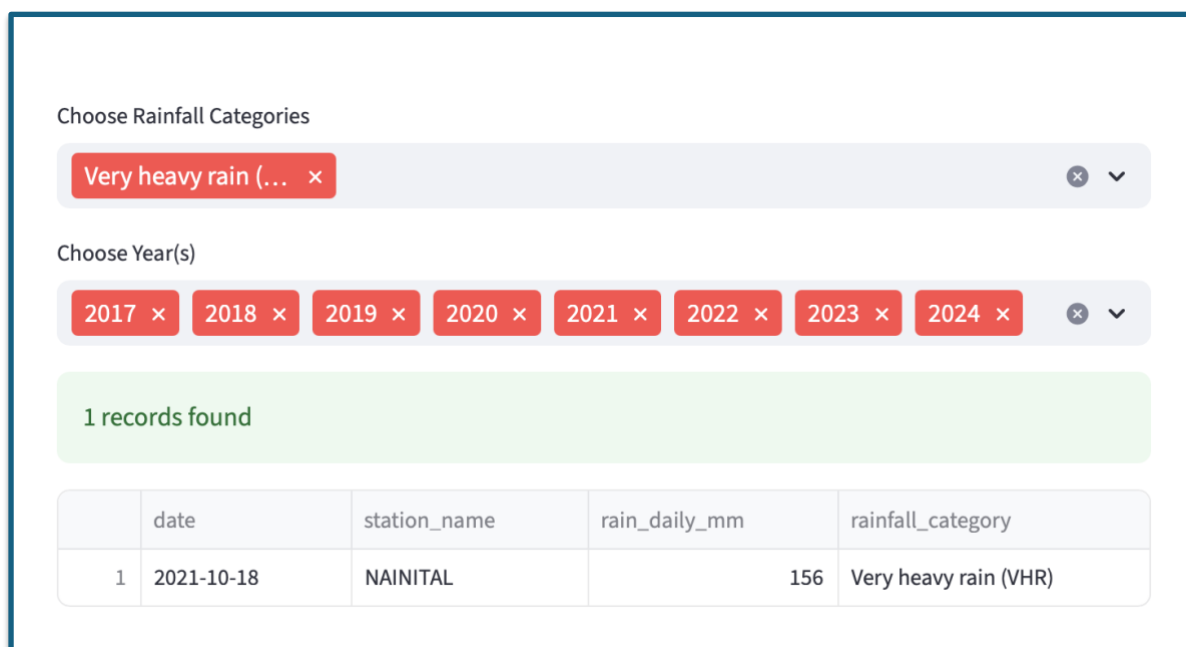 Choose Rainfall Categories
Very heavy rain (... ×
Choose Year(s)
2017 × 2018 × 2019 × 2020 × 2021 × 2022 × 2023 × 2024 ×
1 records found
date station_name rain_daily_mm rainfall_category
1 2021-10-18 NAINITAL 156 Very heavy rain (VHR)